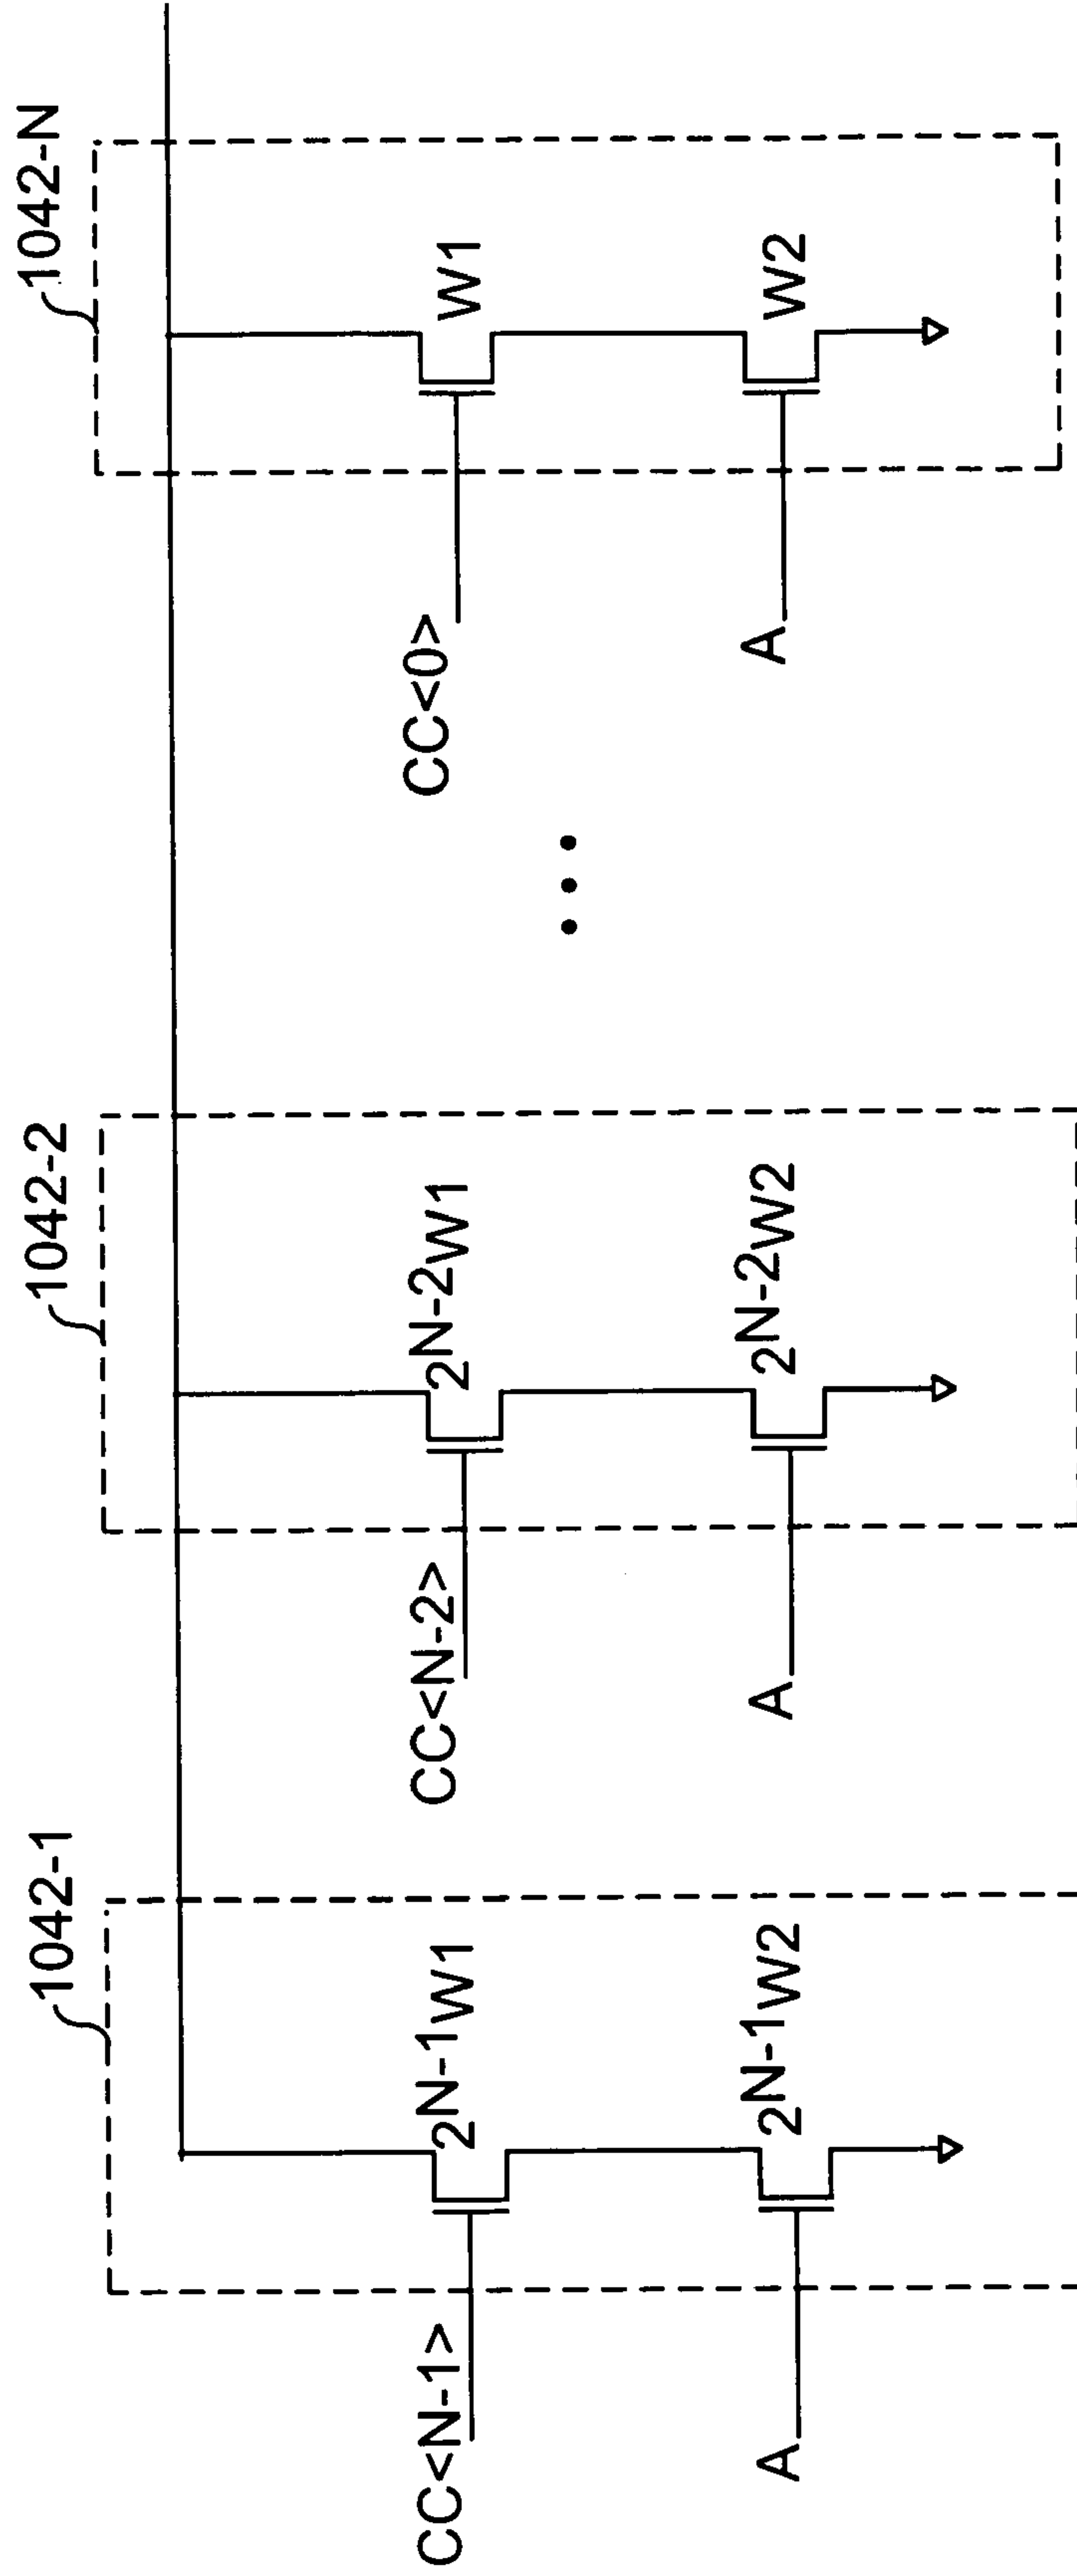 1042-1
1042-2
1042-N
CC<N-1>
2N-1W1
CC<N-2>
2N-2W1
CC<0>
W1
A
2N-1W2
A
2N-2W2
A
W2